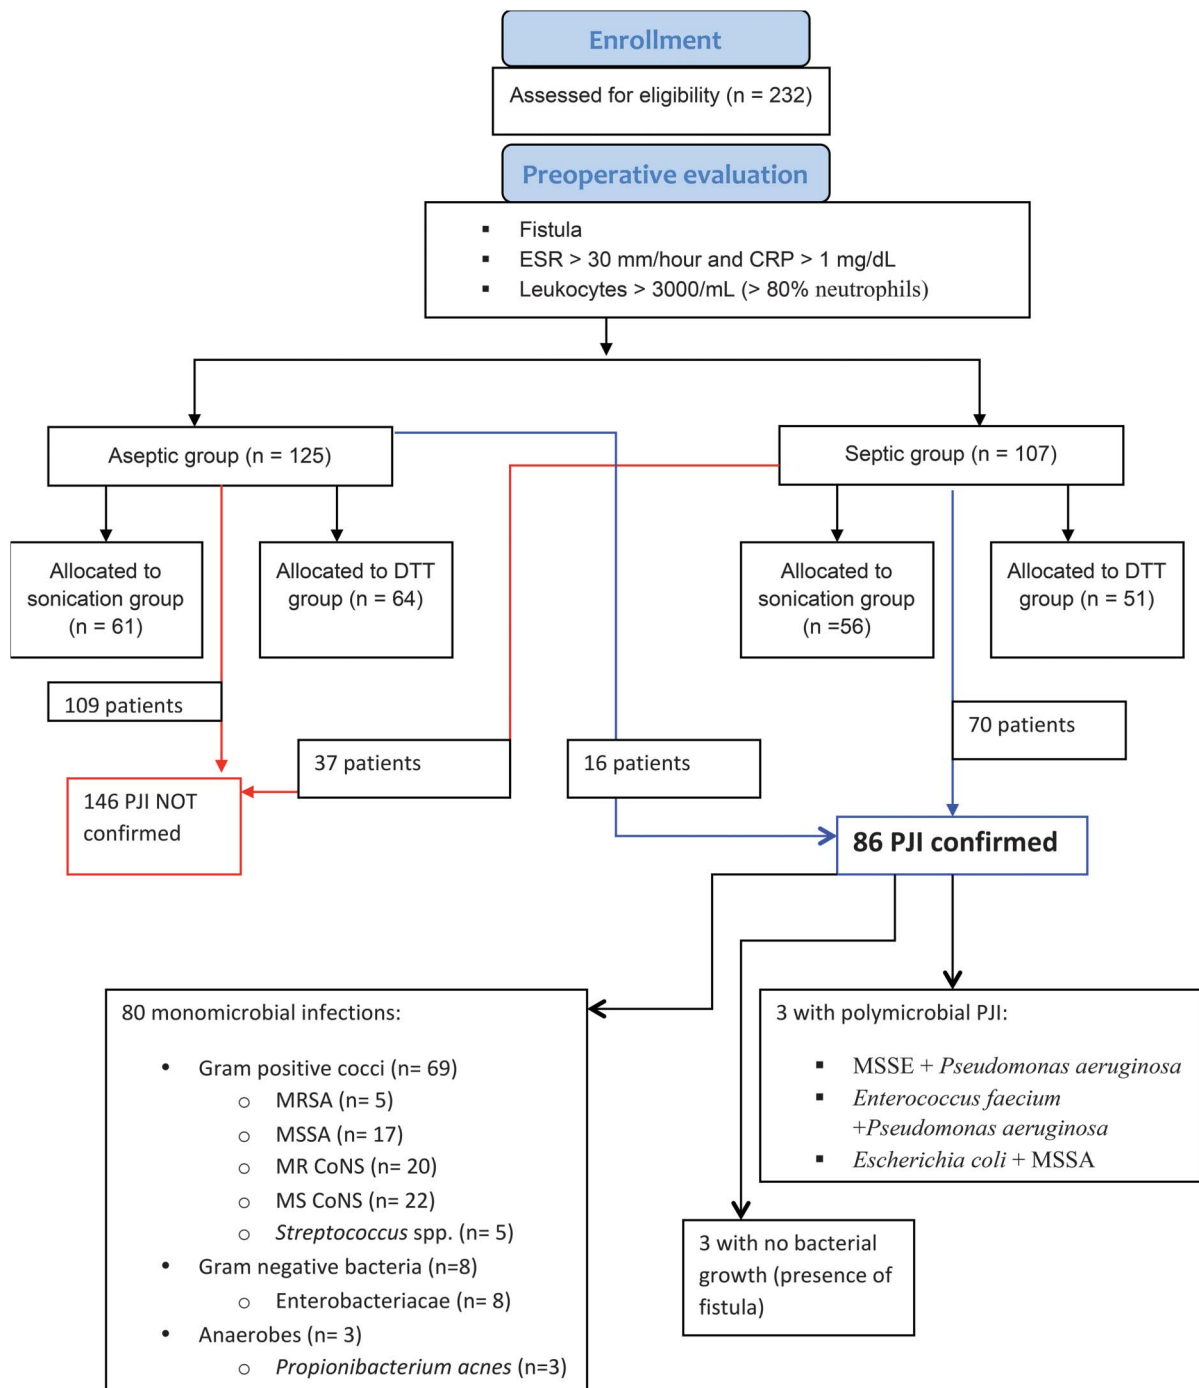 Enrollment
Assessed for eligibility (n = 232)
Preoperative evaluation
▪ Fistula
▪ ESR > 30 mm/hour and CRP > 1 mg/dL
▪ Leukocytes > 3000/mL (> 80% neutrophils)
Aseptic group (n = 125)
Septic group (n = 107)
Allocated to
sonication group
(n = 61)
Allocated to DTT
group (n = 64)
Allocated to
sonication group
(n =56)
Allocated to DTT
group (n = 51)
109 patients
70 patients
37 patients
16 patients
146 PJI NOT
confirmed
86 PJI confirmed
80 monomicrobial infections:
• Gram positive cocci (n= 69)
o MRSA (n= 5)
o MSSA (n= 17)
o MR CoNS (n= 20)
o MS CoNS (n= 22)
o Streptococcus spp. (n= 5)
• Gram negative bacteria (n=8)
o Enterobacteriacae (n= 8)
• Anaerobes (n= 3)
o Propionibacterium acnes (n=3)
3 with polymicrobial PJI:
▪ MSSE + Pseudomonas aeruginosa
▪ Enterococcus faecium
+Pseudomonas aeruginosa
▪ Escherichia coli + MSSA
3 with no bacterial
growth (presence of
fistula)